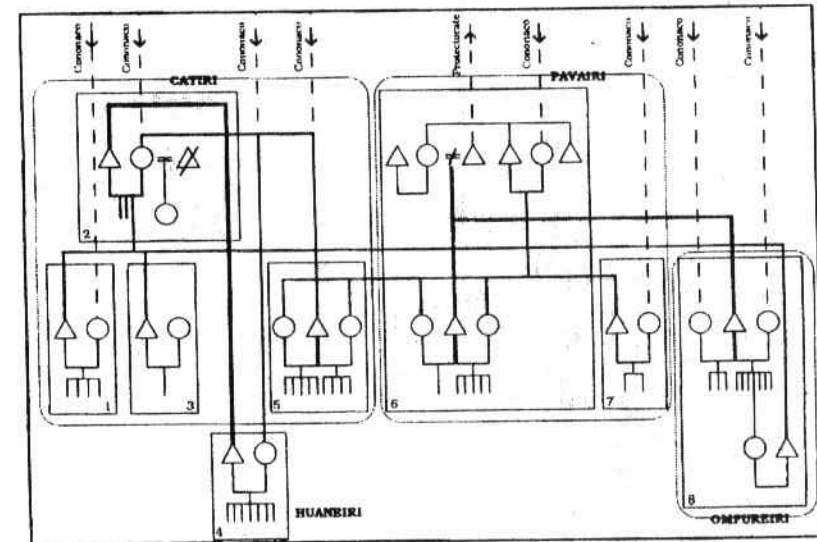 Cononaco
Cononaco
Cononaco
Cononaco
Protectorate
Cononaco
Cononaco
Cononaco
Cononaco
CATIRI
PAVAIRI
2
1
3
5
6
7
4
HUANEIRI
8
OMPUREIRI